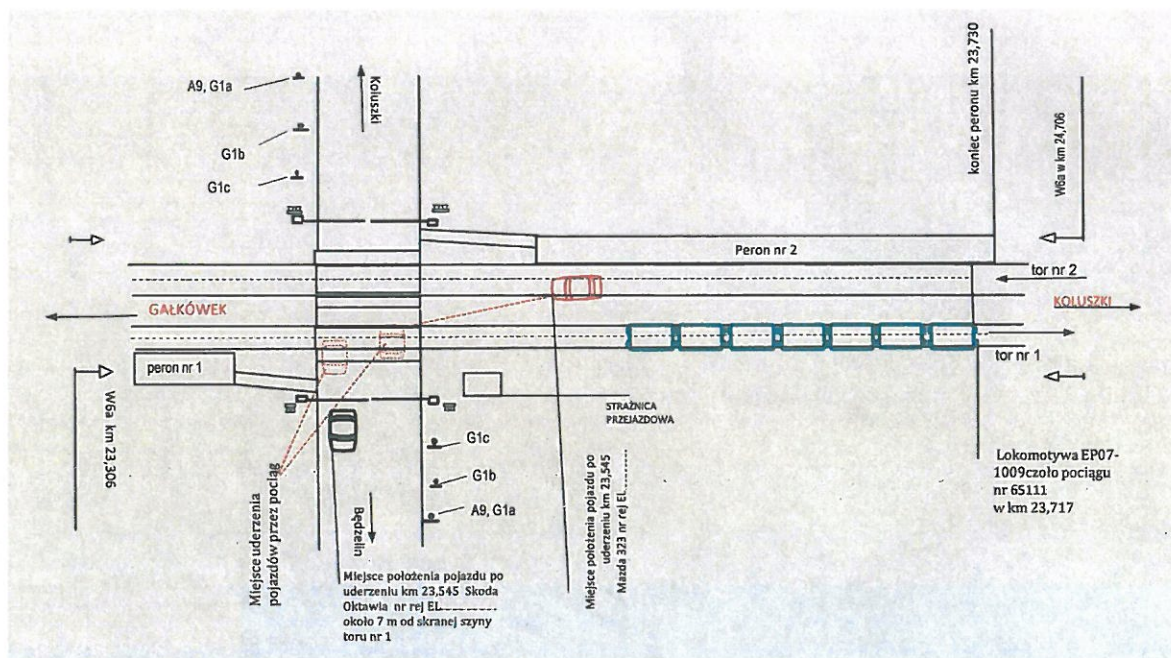 A9, G1a
G1b
G1c
Koluszki
koniec peronu km 23,730
W6a w km 24,706
Peron nr 2
tor nr 2
GAŁKÓWEK
KOLUSZKI
peron nr 1
tor nr 1
W6a km 23,306
STRAŻNICA
PRZEJAZDOWA
G1c
G1b
A9, G1a
Będzelin
Miejsce uderzenia
pojazdów przez pociąg
Miejsce położenia pojazdu po
uderzeniu km 23,545 Skoda
Oktawia nr rej EL
około 7 m od skranej szyny
toru nr 1
Miejsce położenia pojazdu po
uderzeniu km 23,545
Mazda 323 nr rej EL
Lokomotywa EP07-
1009czoło pociągu
nr 65111
w km 23,717